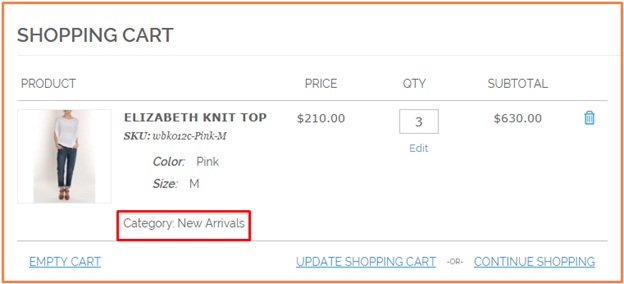 SHOPPING CART
PRODUCT PRICE QTY SUBTOTAL
ELIZABETH KNIT TOP $210.00 3 $630.00
SKU: wbk012c-Pink-M
Edit
Color: Pink
Size: M
Category: New Arrivals
EMPTY CART UPDATE SHOPPING CART -OR- CONTINUE SHOPPING